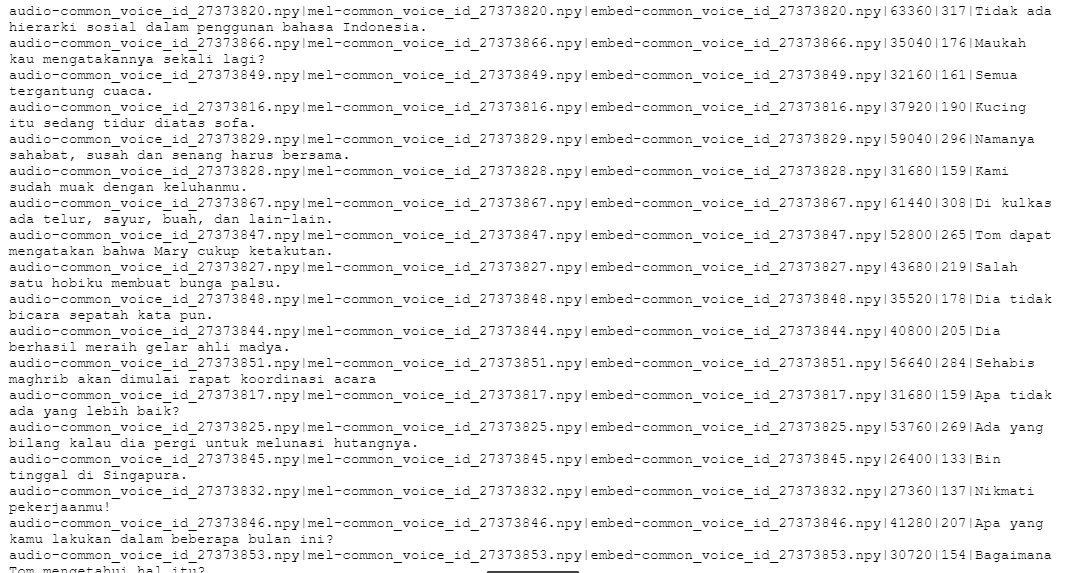 audio-common_voice_id_27373820.npy|mel-common_voice_id_27373820.npy|embed-common_voice_id_27373820.npy|63360|317|Tidak ada
hierarki sosial dalam penggunan bahasa Indonesia.
audio-common_voice_id_27373866.npy|mel-common_voice_id_27373866.npy|embed-common_voice_id_27373866.npy|35040|176|Maukah
kau mengatakannya sekali lagi?
audio-common_voice_id_27373849.npy|mel-common_voice_id_27373849.npy|embed-common_voice_id_27373849.npy|32160|161|Semua
tergantung cuaca.
audio-common_voice_id_27373816.npy|mel-common_voice_id_27373816.npy|embed-common_voice_id_27373816.npy|37920|190|Kucing
itu sedang tidur diatas sofa.
audio-common_voice_id_27373829.npy|mel-common_voice_id_27373829.npy|embed-common_voice_id_27373829.npy|59040|296|Namanya
sahabat, susah dan senang harus bersama.
audio-common_voice_id_27373828.npy|mel-common_voice_id_27373828.npy|embed-common_voice_id_27373828.npy|31680|159|Kami
sudah muak dengan keluhanmu.
audio-common_voice_id_27373867.npy|mel-common_voice_id_27373867.npy|embed-common_voice_id_27373867.npy|61440|308|Di kulkas
ada telur, sayur, buah, dan lain-lain.
audio-common_voice_id_27373847.npy|mel-common_voice_id_27373847.npy|embed-common_voice_id_27373847.npy|52800|265|Tom dapat
mengatakan bahwa Mary cukup ketakutan.
audio-common_voice_id_27373827.npy|mel-common_voice_id_27373827.npy|embed-common_voice_id_27373827.npy|43680|219|Salah
satu hobiku membuat bunga palsu.
audio-common_voice_id_27373848.npy|mel-common_voice_id_27373848.npy|embed-common_voice_id_27373848.npy|35520|178|Dia tidak
bicara sepatah kata pun.
audio-common_voice_id_27373844.npy|mel-common_voice_id_27373844.npy|embed-common_voice_id_27373844.npy|40800|205|Dia
berhasil meraih gelar ahli madya.
audio-common_voice_id_27373851.npy|mel-common_voice_id_27373851.npy|embed-common_voice_id_27373851.npy|56640|284|Sehabis
maghrib akan dimulai rapat koordinasi acara
audio-common_voice_id_27373817.npy|mel-common_voice_id_27373817.npy|embed-common_voice_id_27373817.npy|31680|159|Apa tidak
ada yang lebih baik?
audio-common_voice_id_27373825.npy|mel-common_voice_id_27373825.npy|embed-common_voice_id_27373825.npy|53760|269|Ada yang
bilang kalau dia pergi untuk melunasi hutangnya.
audio-common_voice_id_27373845.npy|mel-common_voice_id_27373845.npy|embed-common_voice_id_27373845.npy|26400|133|Bin
tinggal di Singapura.
audio-common_voice_id_27373832.npy|mel-common_voice_id_27373832.npy|embed-common_voice_id_27373832.npy|27360|137|Nikmati
pekerjaanmu!
audio-common_voice_id_27373846.npy|mel-common_voice_id_27373846.npy|embed-common_voice_id_27373846.npy|41280|207|Apa yang
kamu lakukan dalam beberapa bulan ini?
audio-common_voice_id_27373853.npy|mel-common_voice_id_27373853.npy|embed-common_voice_id_27373853.npy|30720|154|Bagaimana
Tom mengetahui hal itu?